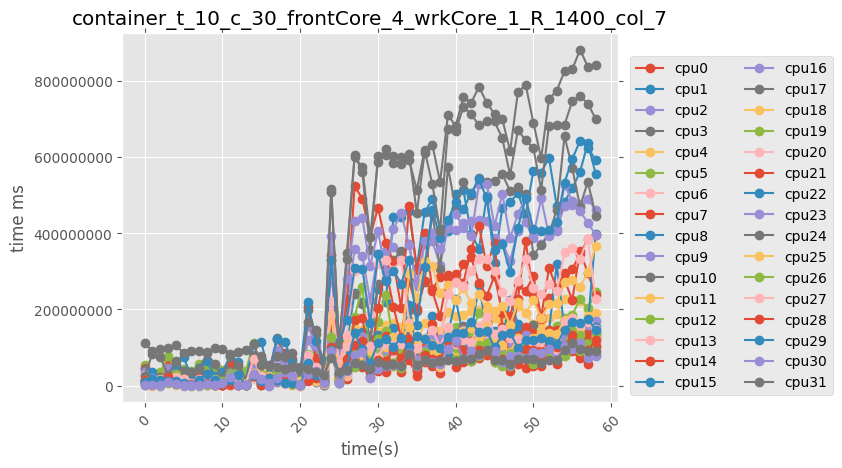 container_t_10_c_30_frontCore_4_wrkCore_1_R_1400_col_7
time ms
800000000
600000000
400000000
200000000
0
0
10
20
30
40
50
60
time(s)
cpu0
cpu1
cpu2
cpu3
cpu4
cpu5
cpu6
cpu7
cpu8
cpu9
cpu10
cpu11
cpu12
cpu13
cpu14
cpu15
cpu16
cpu17
cpu18
cpu19
cpu20
cpu21
cpu22
cpu23
cpu24
cpu25
cpu26
cpu27
cpu28
cpu29
cpu30
cpu31